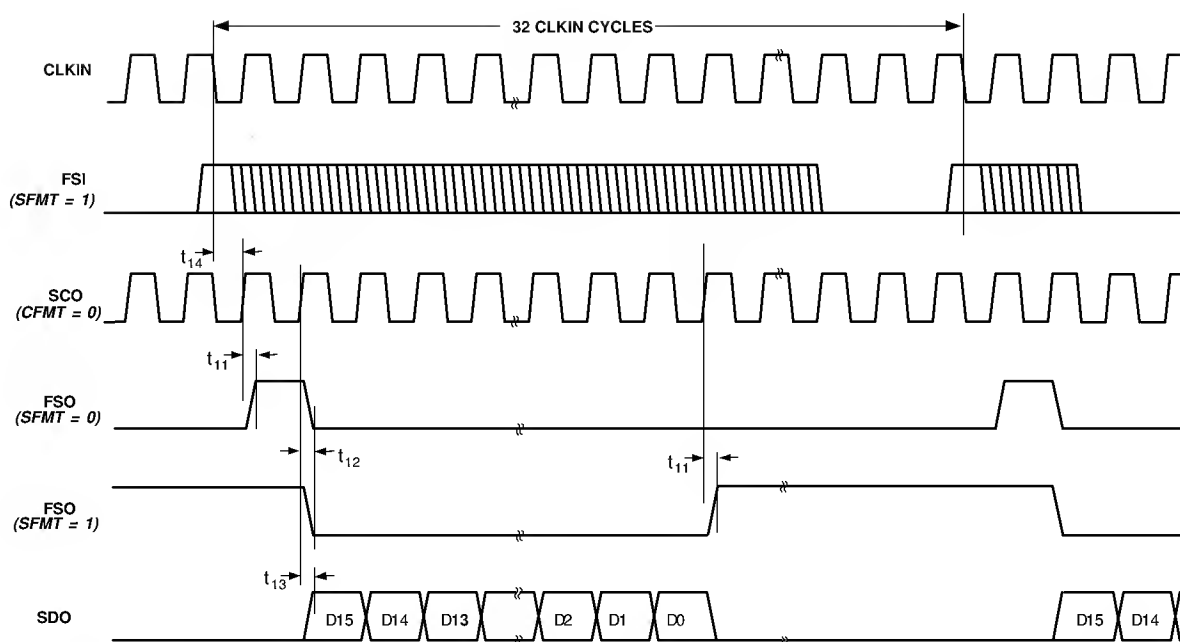 32 CLKIN CYCLES
CLKIN
FSI
(SFMT = 1)
t14
SCO
(CFMT = 0)
t11
FSO
(SFMT = 0)
t12
t11
FSO
(SFMT = 1)
t13
SDO
D15 D14 D13 D2 D1 D0 D15 D14